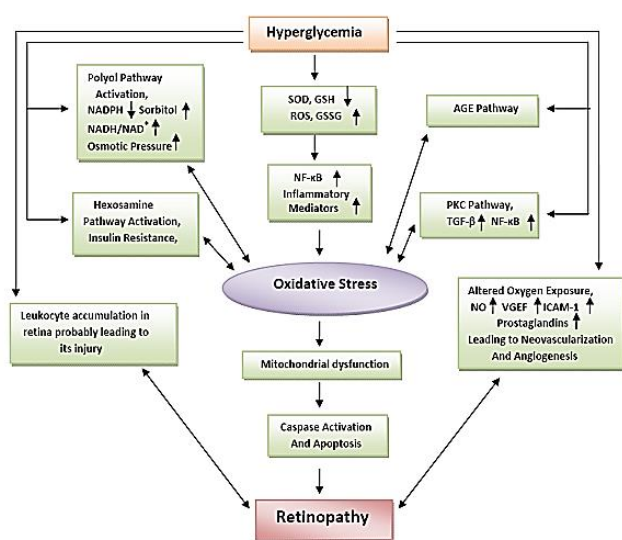 Hyperglycemia
Polyol Pathway
Activation,
NADPH ↓ Sorbitol ↑
NADH/NAD⁺ ↑
Osmotic Pressure ↑
SOD, GSH ↓
ROS, GSSG ↑
AGE Pathway
NF-κB ↑
Inflammatory
Mediators ↑
Hexosamine
Pathway Activation,
Insulin Resistance,
PKC Pathway,
TGF-β ↑ NF-κB ↑
Oxidative Stress
Leukocyte accumulation in
retina probably leading to
its injury
Altered Oxygen Exposure,
NO ↑ VGEF ↑ ICAM-1 ↑
Prostaglandins ↑
Leading to Neovascularization
And Angiogenesis
Mitochondrial dysfunction
Caspase Activation
And Apoptosis
Retinopathy